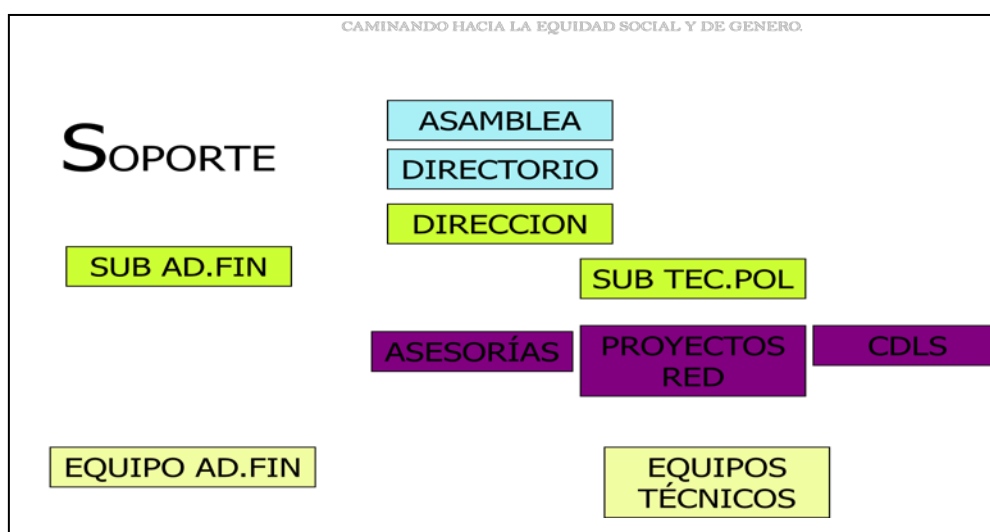 CAMINANDO HACIA LA EQUIDAD SOCIAL Y DE GENERO.
SOPORTE
ASAMBLEA
DIRECTORIO
DIRECCION
SUB AD.FIN
SUB TEC.POL
ASESORÍAS
PROYECTOS
RED
CDLS
EQUIPO AD.FIN
EQUIPOS
TÉCNICOS